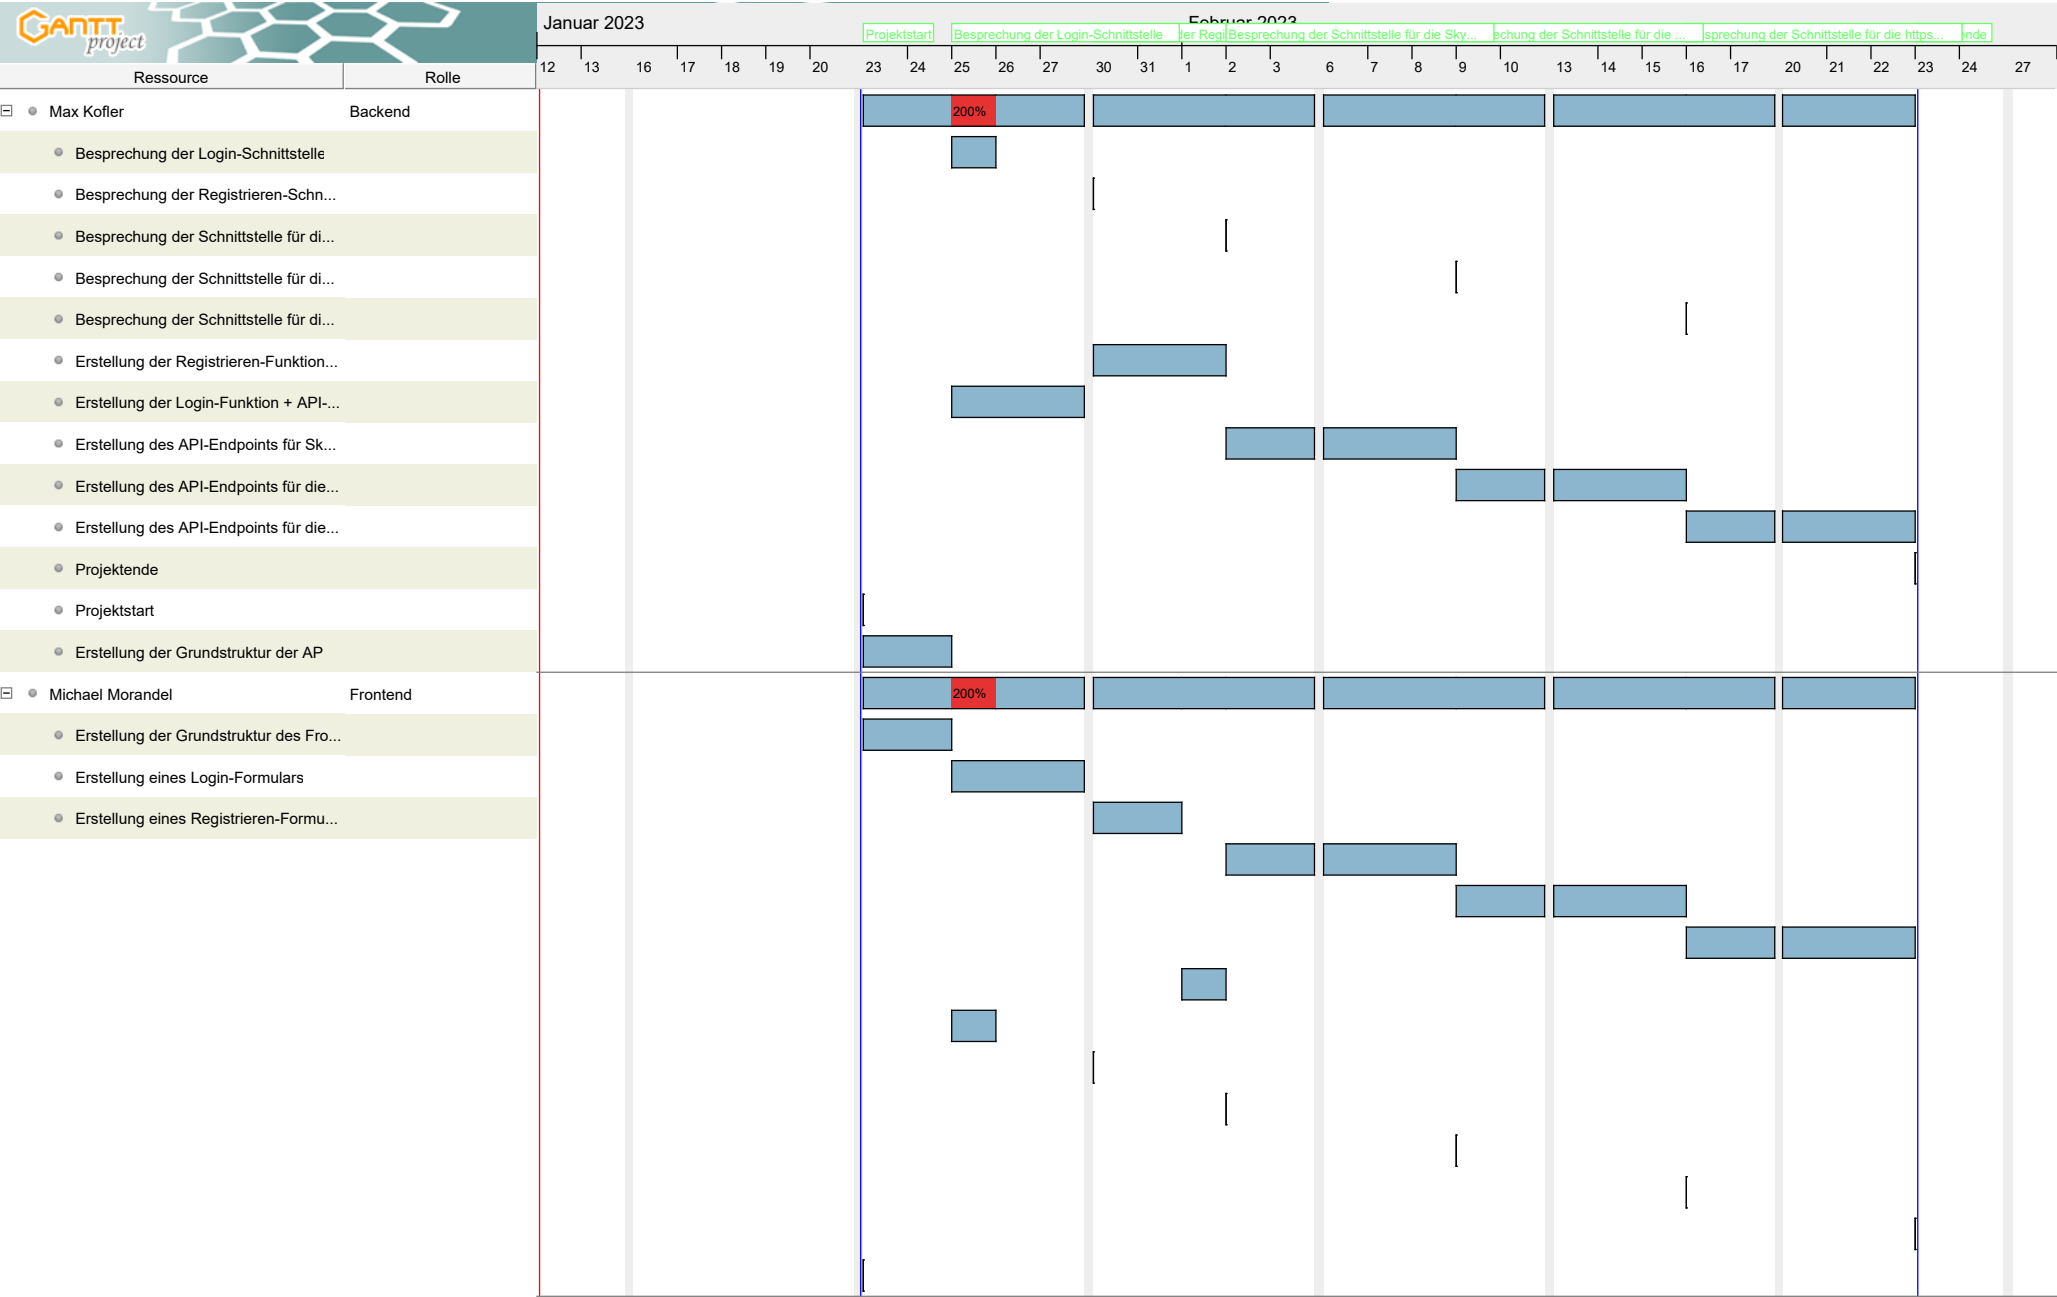 GANTT
project
Januar 2023
Februar 2023
Projektstart
Besprechung der Login-Schnittstelle
der Regi
Besprechung der Schnittstelle für die Sky...
echung der Schnittstelle für die ...
sprechung der Schnittstelle für die https...
nde
Ressource
Rolle
12 13 16 17 18 19 20 23 24 25 26 27 30 31 1 2 3 6 7 8 9 10 13 14 15 16 17 20 21 22 23 24 27
Max Kofler Backend
200%
Besprechung der Login-Schnittstelle
Besprechung der Registrieren-Schn...
Besprechung der Schnittstelle für di...
Besprechung der Schnittstelle für di...
Besprechung der Schnittstelle für di...
Erstellung der Registrieren-Funktion...
Erstellung der Login-Funktion + API-...
Erstellung des API-Endpoints für Sk...
Erstellung des API-Endpoints für die...
Erstellung des API-Endpoints für die...
Projektende
Projektstart
Erstellung der Grundstruktur der AP
Michael Morandel Frontend
200%
Erstellung der Grundstruktur des Fro...
Erstellung eines Login-Formulars
Erstellung eines Registrieren-Formu...